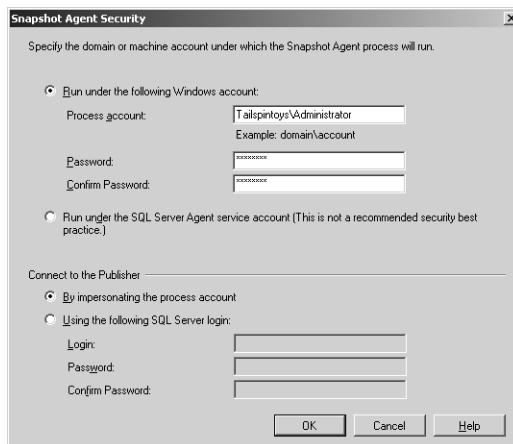 Snapshot Agent Security
Specify the domain or machine account under which the Snapshot Agent process will run.
Run under the following Windows account:
Process account:
Tailspintoys\Administrator
Example: domain\account
Password:
xxxxxxxx
Confirm Password:
xxxxxxxx
Run under the SQL Server Agent service account (This is not a recommended security best
practice.)
Connect to the Publisher
By impersonating the process account
Using the following SQL Server login:
Login:
Password:
Confirm Password:
OK
Cancel
Help